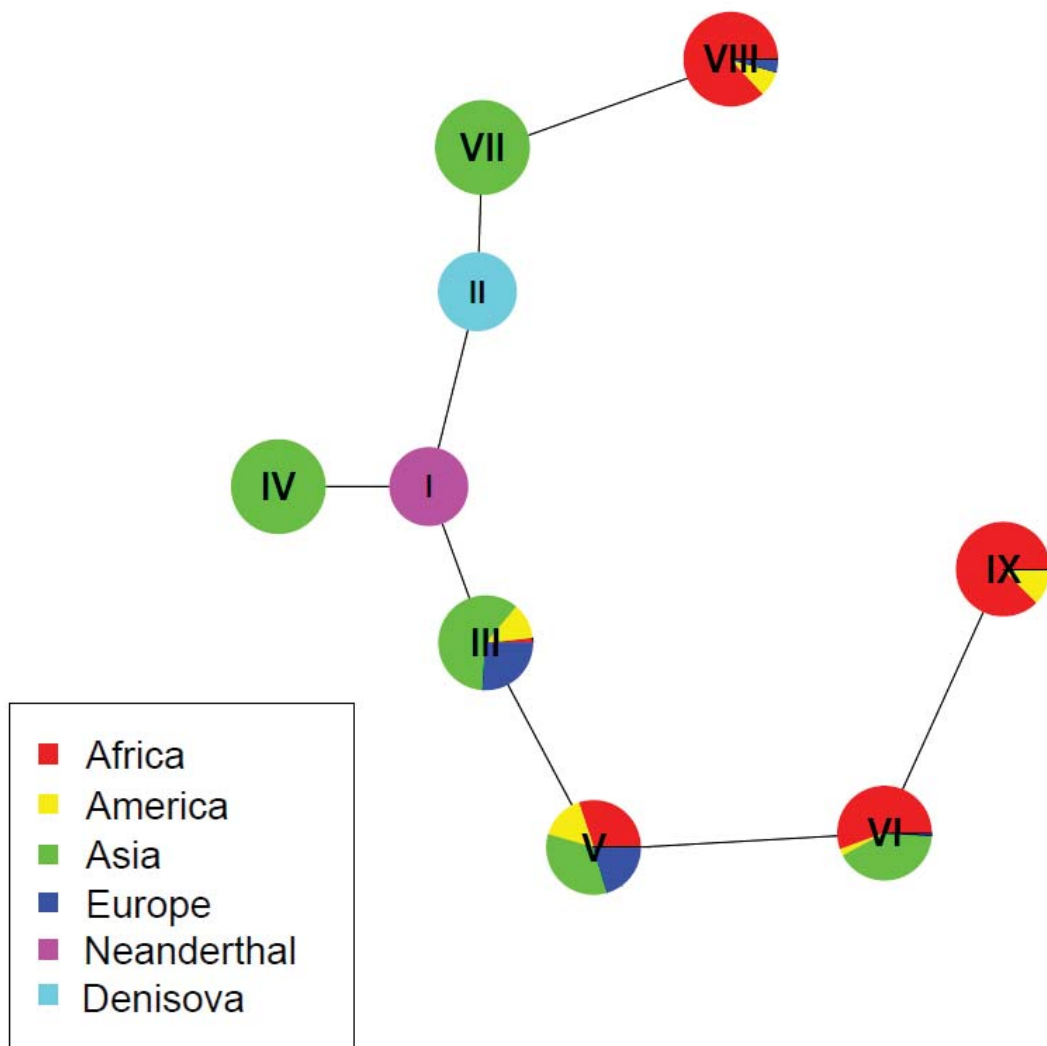 VIII
VII
II
IV
I
IX
III
V
VI
Africa
America
Asia
Europe
Neanderthal
Denisova